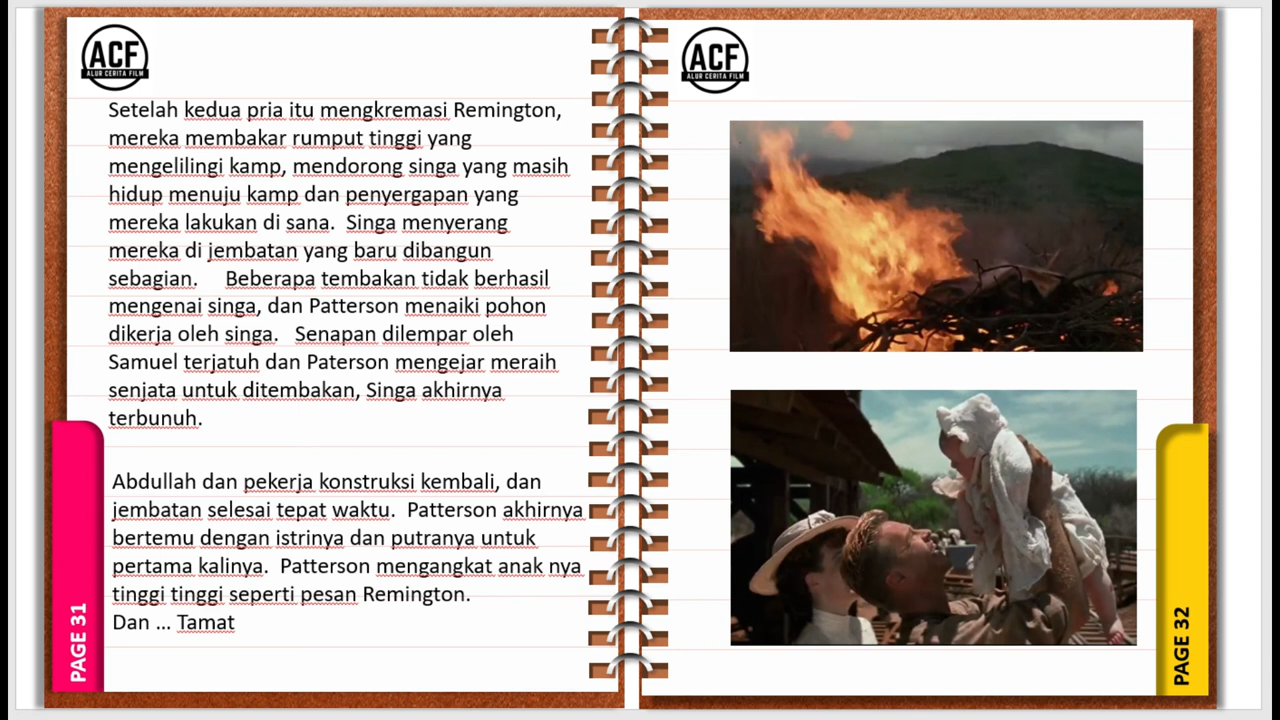 ACF
ALUR CERITA FILM
Setelah kedua pria itu mengkremasi Remington,
mereka membakar rumput tinggi yang
mengelilingi kamp, mendorong singa yang masih
hidup menuju kamp dan penyergapan yang
mereka lakukan di sana.  Singa menyerang
mereka di jembatan yang baru dibangun
sebagian.    Beberapa tembakan tidak berhasil
mengenai singa, dan Patterson menaiki pohon
dikerja oleh singa.   Senapan dilempar oleh
Samuel terjatuh dan Paterson mengejar meraih
senjata untuk ditembakan, Singa akhirnya
terbunuh.
Abdullah dan pekerja konstruksi kembali, dan
jembatan selesai tepat waktu.  Patterson akhirnya
bertemu dengan istrinya dan putranya untuk
pertama kalinya.  Patterson mengangkat anak nya
tinggi tinggi seperti pesan Remington.
Dan ... Tamat
PAGE 31
ACF
ALUR CERITA FILM
PAGE 32